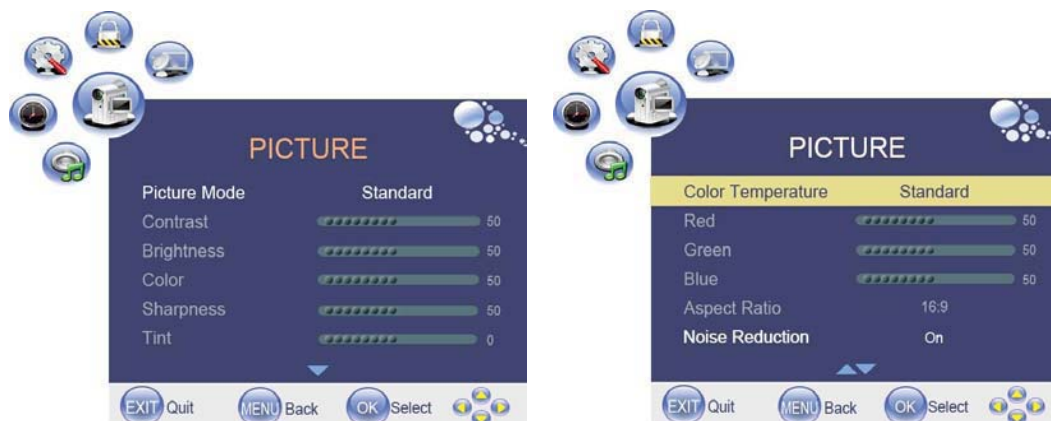 PICTURE
Picture Mode Standard
Contrast 50
Brightness 50
Color 50
Sharpness 50
Tint 0
EXIT Quit MENU Back OK Select
PICTURE
Color Temperature Standard
Red 50
Green 50
Blue 50
Aspect Ratio 16:9
Noise Reduction On
EXIT Quit MENU Back OK Select